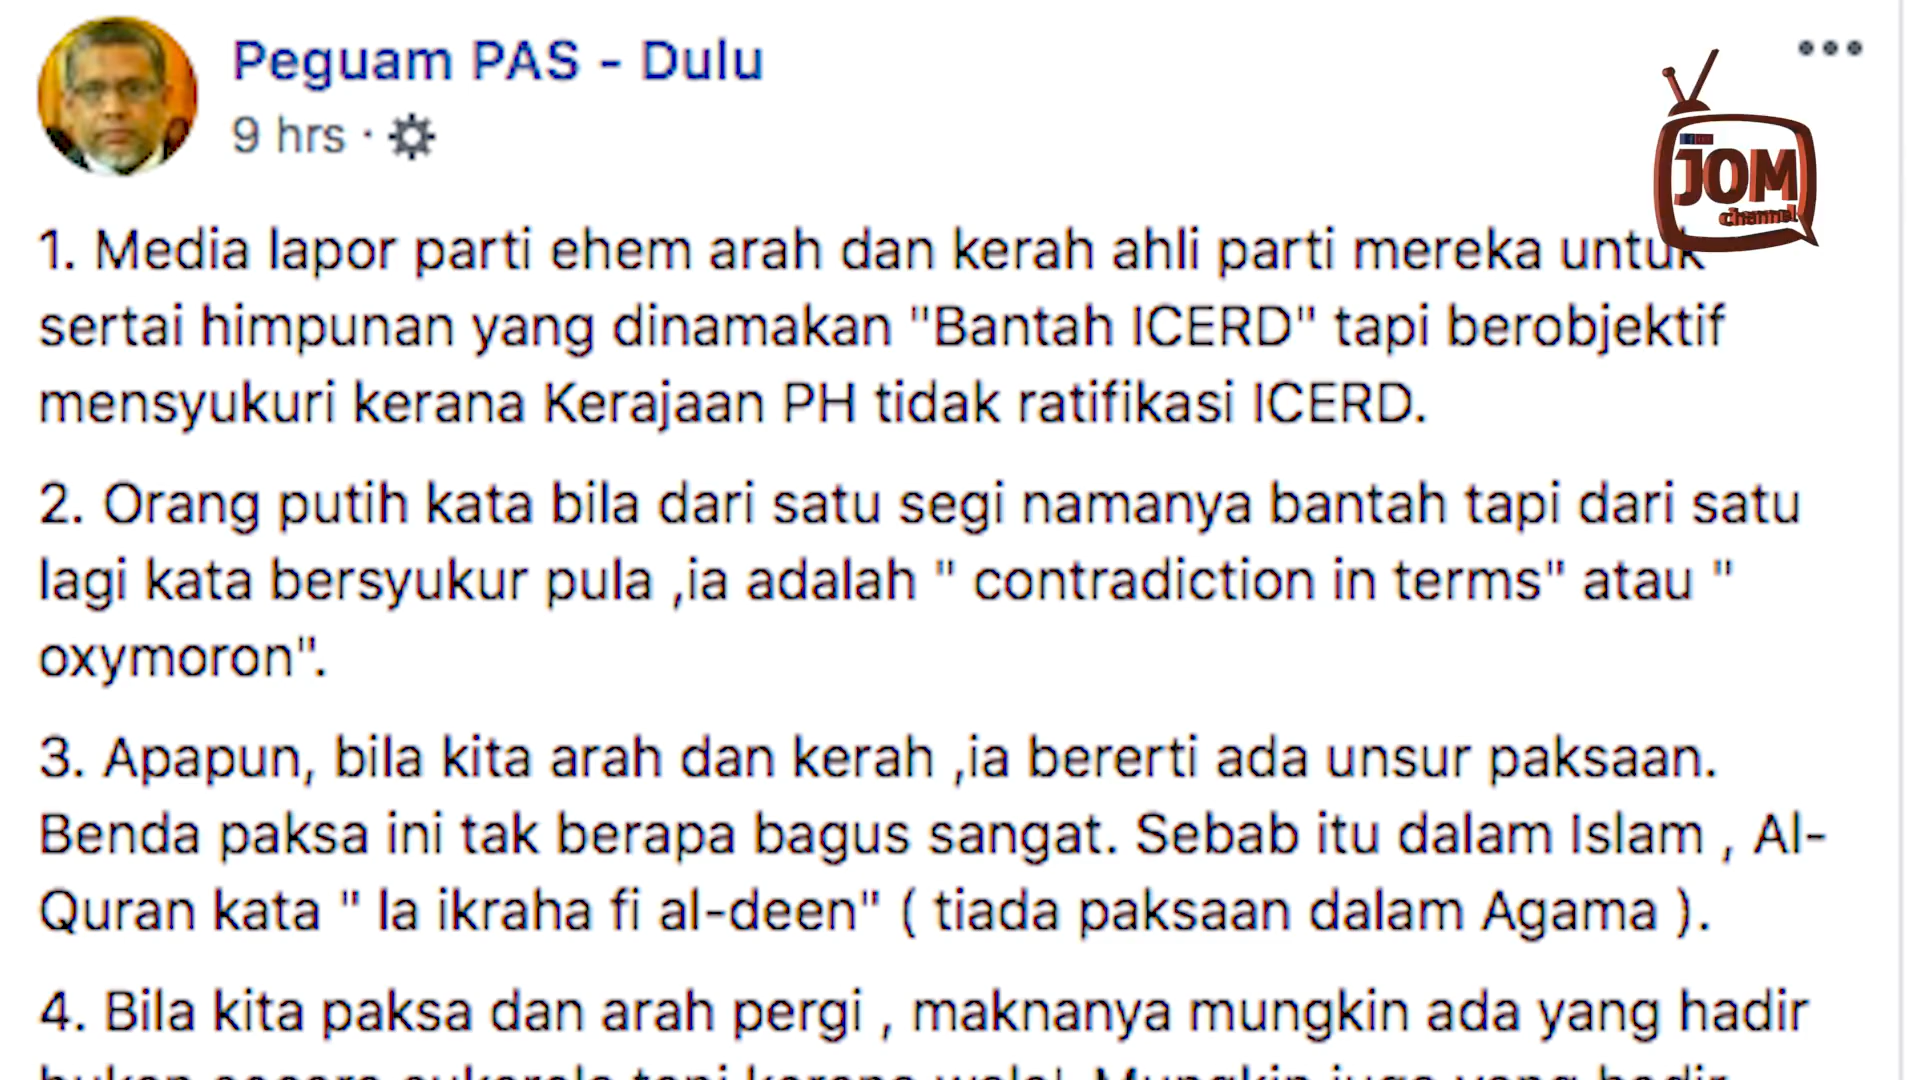 Peguam PAS - Dulu
9 hrs ·
JOM
channel
1. Media lapor parti ehem arah dan kerah ahli parti mereka untuk
sertai himpunan yang dinamakan "Bantah ICERD" tapi berobjektif
mensyukuri kerana Kerajaan PH tidak ratifikasi ICERD.
2. Orang putih kata bila dari satu segi namanya bantah tapi dari satu
lagi kata bersyukur pula ,ia adalah " contradiction in terms" atau "
oxymoron".
3. Apapun, bila kita arah dan kerah ,ia bererti ada unsur paksaan.
Benda paksa ini tak berapa bagus sangat. Sebab itu dalam Islam , Al-
Quran kata " la ikraha fi al-deen" ( tiada paksaan dalam Agama ).
4. Bila kita paksa dan arah pergi , maknanya mungkin ada yang hadir